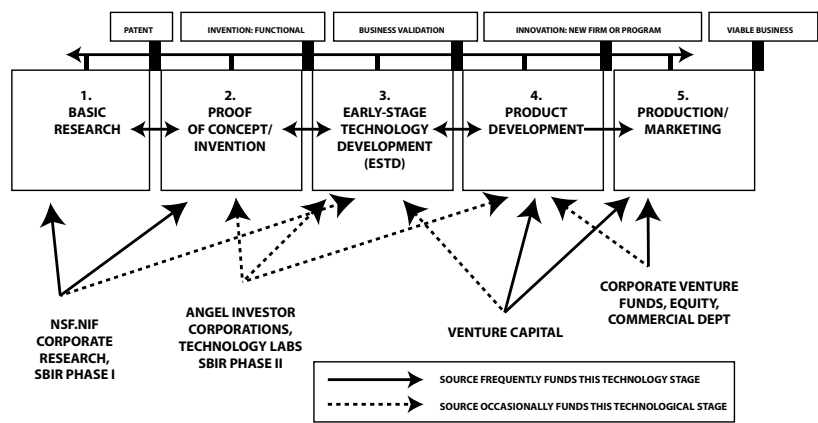 PATENT
INVENTION: FUNCTIONAL
BUSINESS VALIDATION
INNOVATION: NEW FIRM OR PROGRAM
VIABLE BUSINESS
1.
BASIC
RESEARCH
2.
PROOF
OF CONCEPT/
INVENTION
3.
EARLY-STAGE
TECHNOLOGY
DEVELOPMENT
(ESTD)
4.
PRODUCT
DEVELOPMENT
5.
PRODUCTION/
MARKETING
NSF.NIF
CORPORATE
RESEARCH,
SBIR PHASE I
ANGEL INVESTOR
CORPORATIONS,
TECHNOLOGY LABS
SBIR PHASE II
VENTURE CAPITAL
CORPORATE VENTURE
FUNDS, EQUITY,
COMMERCIAL DEPT
SOURCE FREQUENTLY FUNDS THIS TECHNOLOGY STAGE
SOURCE OCCASIONALLY FUNDS THIS TECHNOLOGICAL STAGE